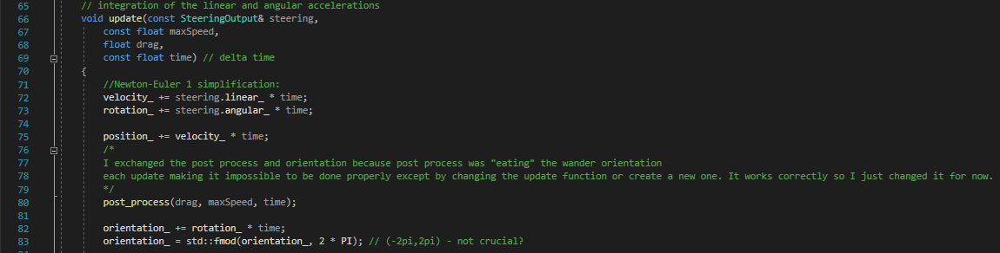 65 // integration of the linear and angular accelerations
66 void update(const SteeringOutput& steering,
67 const float maxSpeed,
68 float drag,
69 const float time) // delta time
70 {
71 //Newton-Euler 1 simplification:
72 velocity_ += steering.linear_ * time;
73 rotation_ += steering.angular_ * time;
74
75 position_ += velocity_ * time;
76 /*
77 I exchanged the post process and orientation because post process was "eating" the wander orientation
78 each update making it impossible to be done properly except by changing the update function or create a new one. It works correctly so I just changed it for now.
79 */
80 post_process(drag, maxSpeed, time);
81
82 orientation_ += rotation_ * time;
83 orientation_ = std::fmod(orientation_, 2 * PI); // (-2pi,2pi) - not crucial?